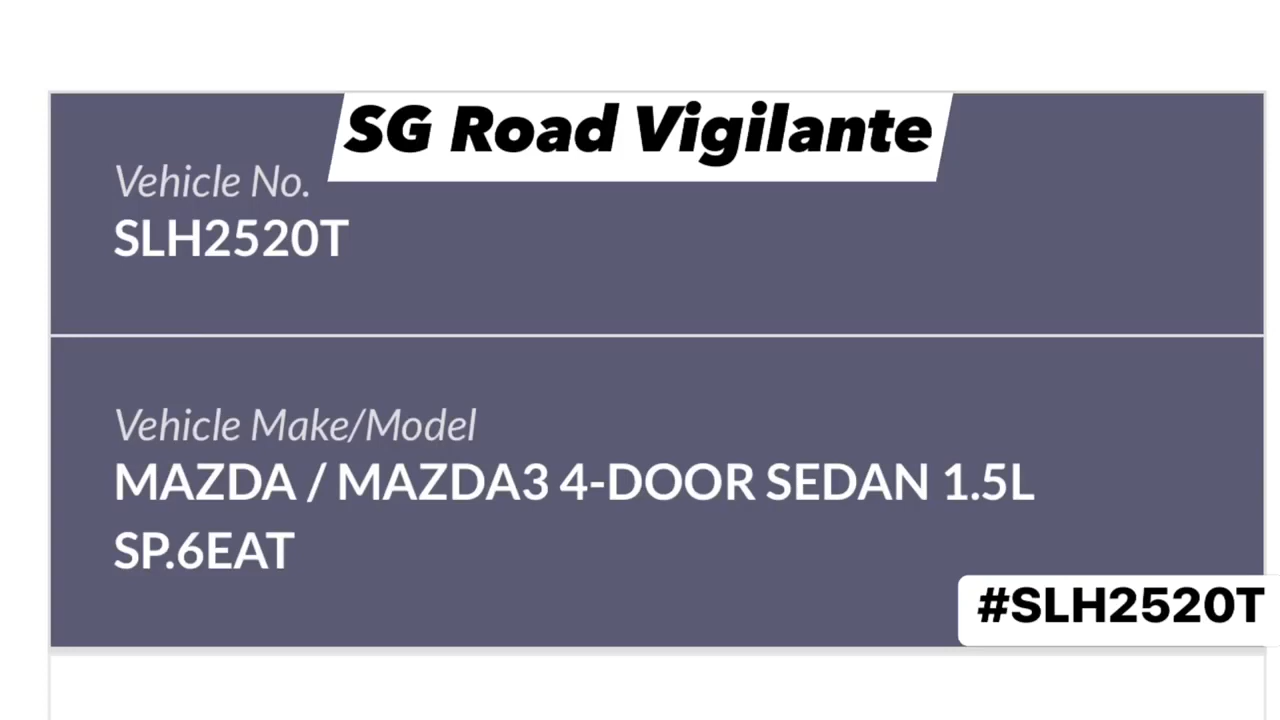 SG Road Vigilante
Vehicle No.
SLH2520T
Vehicle Make/Model
MAZDA / MAZDA3 4-DOOR SEDAN 1.5L
SP.6EAT
#SLH2520T